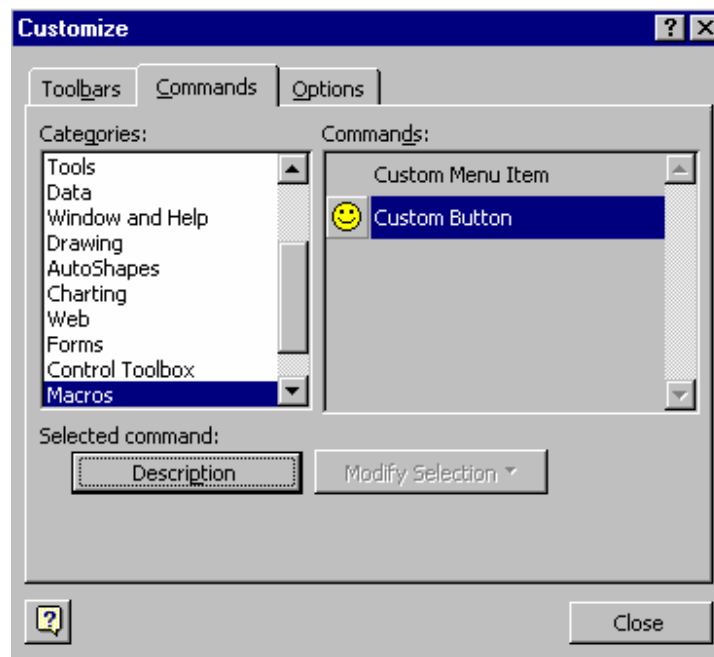 Customize
Toolbars Commands Options
Categories: Commands:
Tools
Data
Window and Help
Drawing
AutoShapes
Charting
Web
Forms
Control Toolbox
Macros
Custom Menu Item
Custom Button
Selected command:
Description Modify Selection
Close